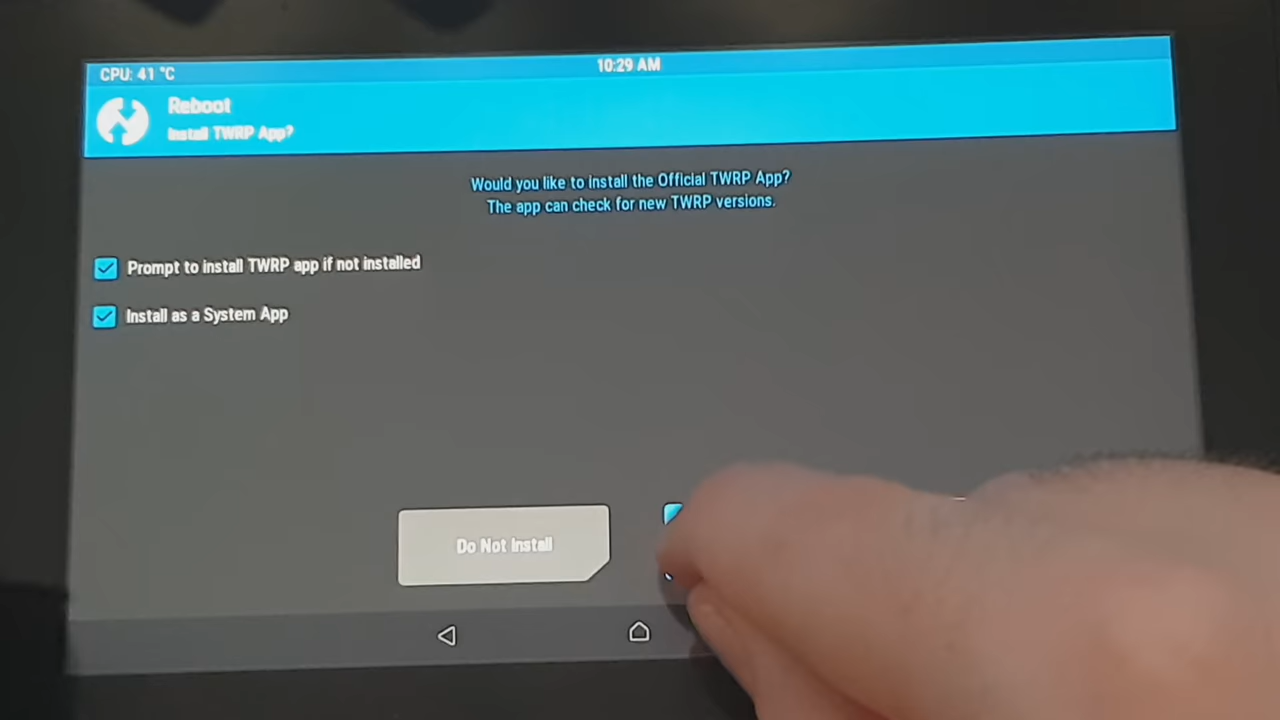 CPU: 41 °C
10:29 AM
Reboot
Install TWRP App?
Would you like to install the Official TWRP App?
The app can check for new TWRP versions.
Prompt to install TWRP app if not installed
Install as a System App
Do Not Install